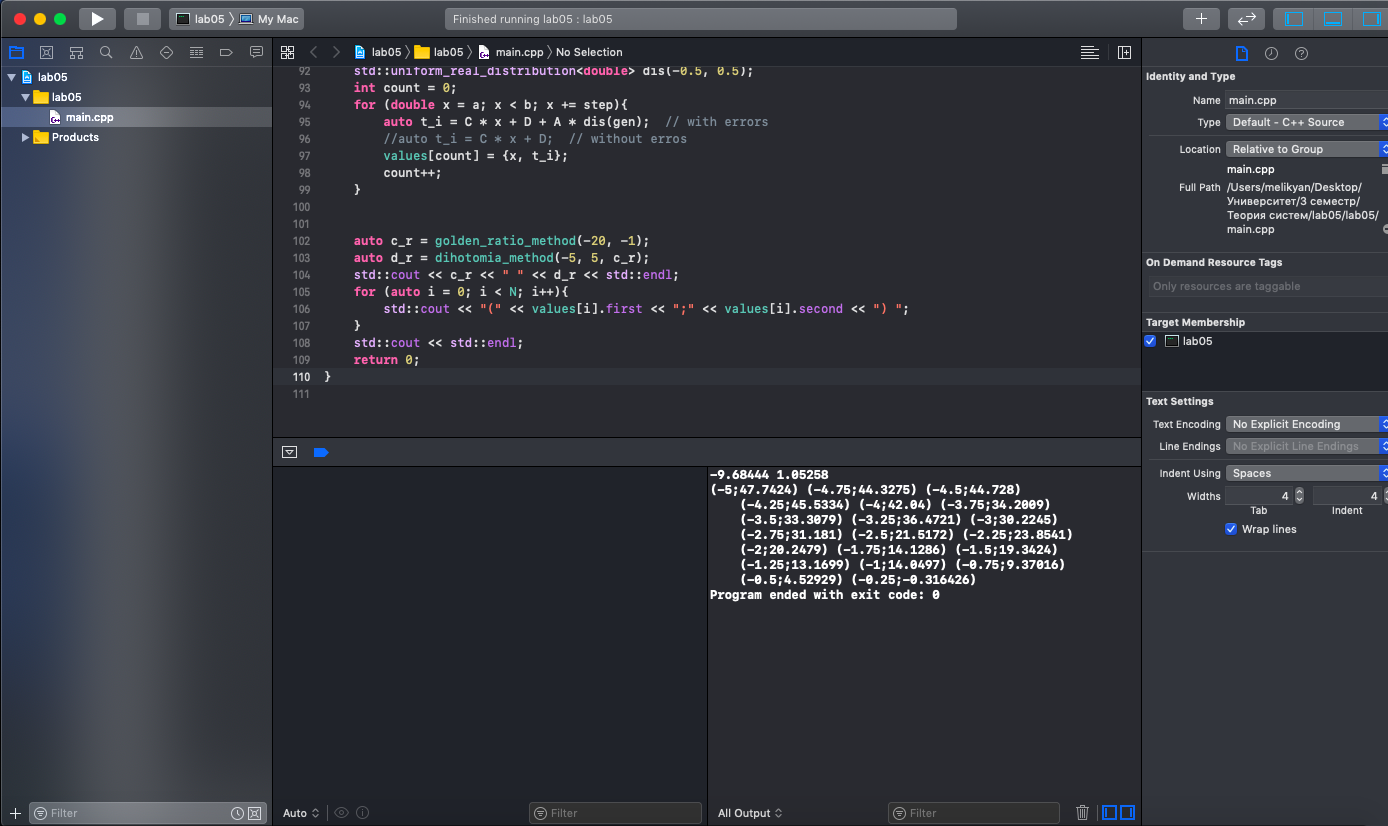 lab05 〉 My Mac
Finished running lab05 : lab05
lab05
lab05
main.cpp
Products
Filter
lab05 〉 lab05 〉 main.cpp 〉 No Selection
92 std::uniform_real_distribution<double> dis(-0.5, 0.5);
93 int count = 0;
94 for (double x = a; x < b; x += step){
95 auto t_i = C * x + D + A * dis(gen);  // with errors
96 //auto t_i = C * x + D;  // without erros
97 values[count] = {x, t_i};
98 count++;
99 }
100
101
102 auto c_r = golden_ratio_method(-20, -1);
103 auto d_r = dihotomia_method(-5, 5, c_r);
104 std::cout << c_r << " " << d_r << std::endl;
105 for (auto i = 0; i < N; i++){
106 std::cout << "(" << values[i].first << ";" << values[i].second << ") ";
107 }
108 std::cout << std::endl;
109 return 0;
110 }
111
-9.68444 1.05258
(-5;47.7424) (-4.75;44.3275) (-4.5;44.728)
(-4.25;45.5334) (-4;42.04) (-3.75;34.2009)
(-3.5;33.3079) (-3.25;36.4721) (-3;30.2245)
(-2.75;31.181) (-2.5;21.5172) (-2.25;23.8541)
(-2;20.2479) (-1.75;14.1286) (-1.5;19.3424)
(-1.25;13.1699) (-1;14.0497) (-0.75;9.37016)
(-0.5;4.52929) (-0.25;-0.316426)
Program ended with exit code: 0
Auto
Filter
All Output
Filter
Identity and Type
Name main.cpp
Type Default - C++ Source
Location Relative to Group
main.cpp
Full Path /Users/melikyan/Desktop/
Университет/3 семестр/
Теория систем/lab05/lab05/
main.cpp
On Demand Resource Tags
Only resources are taggable
Target Membership
lab05
Text Settings
Text Encoding No Explicit Encoding
Line Endings No Explicit Line Endings
Indent Using Spaces
Widths 4 4
Tab Indent
Wrap lines